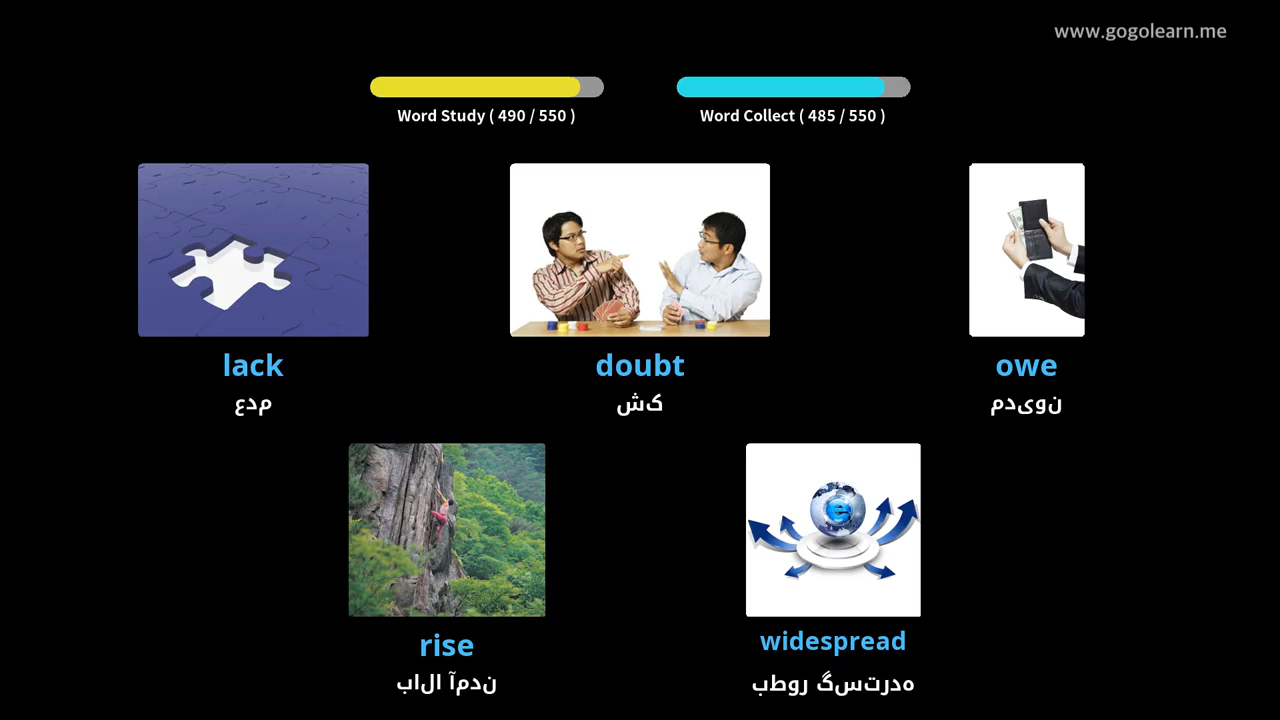 www.gogolearn.me
Word Study ( 490 / 550 )
Word Collect ( 485 / 550 )
lack
doubt
owe
مدع
کش
نویدم
rise
widespread
ندمآ الاب
هدرتسگ روطب